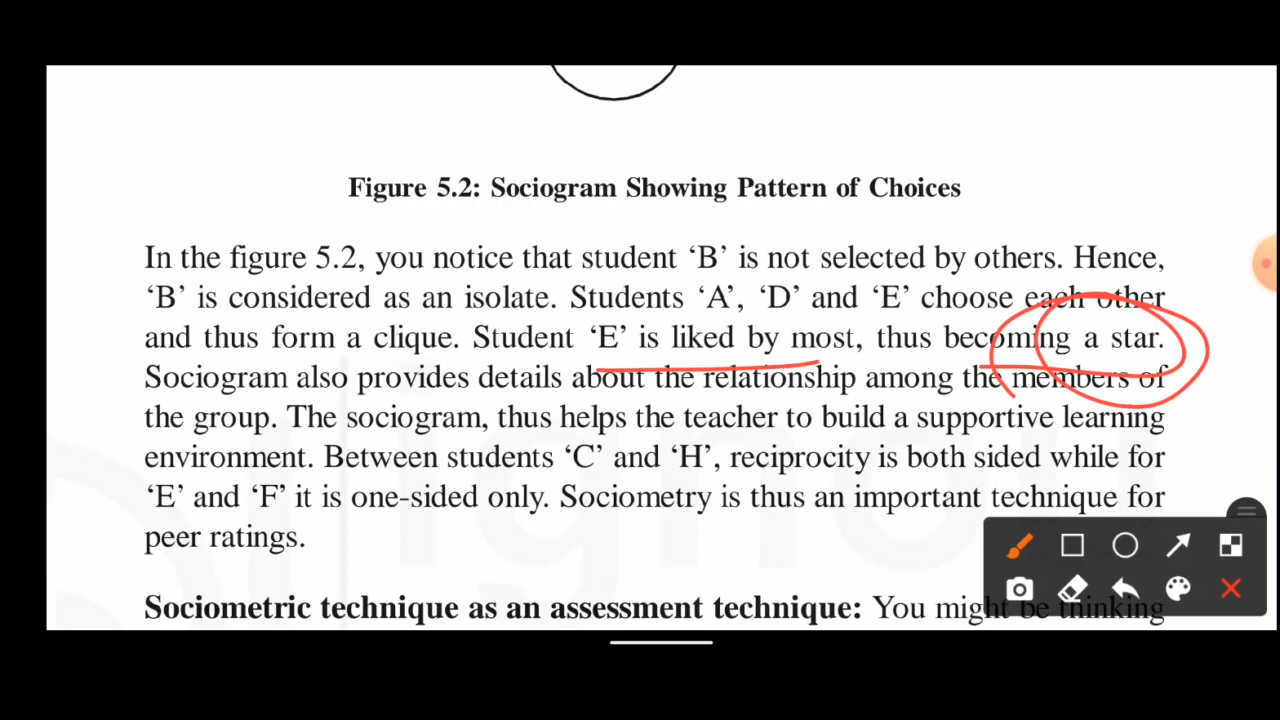 Figure 5.2: Sociogram Showing Pattern of Choices
In the figure 5.2, you notice that student ‘B’ is not selected by others. Hence,
‘B’ is considered as an isolate. Students ‘A’, ‘D’ and ‘E’ choose each other
and thus form a clique. Student ‘E’ is liked by most, thus becoming a star.
Sociogram also provides details about the relationship among the members of
the group. The sociogram, thus helps the teacher to build a supportive learning
environment. Between students ‘C’ and ‘H’, reciprocity is both sided while for
‘E’ and ‘F’ it is one-sided only. Sociometry is thus an important technique for
peer ratings.
Sociometric technique as an assessment technique: You might be thinking
ignou